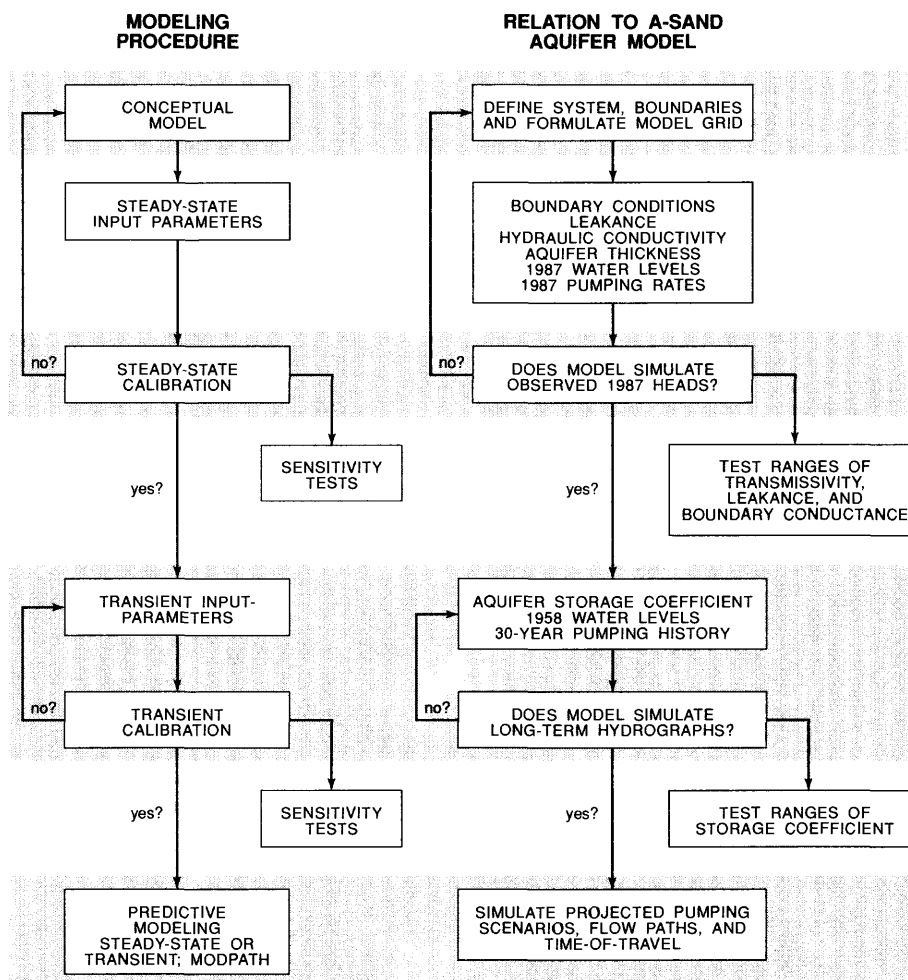 MODELING
PROCEDURE
RELATION TO A-SAND
AQUIFER MODEL
CONCEPTUAL
MODEL
DEFINE SYSTEM, BOUNDARIES
AND FORMULATE MODEL GRID
STEADY-STATE
INPUT PARAMETERS
BOUNDARY CONDITIONS
LEAKANCE
HYDRAULIC CONDUCTIVITY
AQUIFER THICKNESS
1987 WATER LEVELS
1987 PUMPING RATES
no?
STEADY-STATE
CALIBRATION
no?
DOES MODEL SIMULATE
OBSERVED 1987 HEADS?
yes?
SENSITIVITY
TESTS
yes?
TEST RANGES OF
TRANSMISSIVITY,
LEAKANCE, AND
BOUNDARY CONDUCTANCE
TRANSIENT INPUT-
PARAMETERS
AQUIFER STORAGE COEFFICIENT
1958 WATER LEVELS
30-YEAR PUMPING HISTORY
no?
TRANSIENT
CALIBRATION
no?
DOES MODEL SIMULATE
LONG-TERM HYDROGRAPHS?
yes?
SENSITIVITY
TESTS
yes?
TEST RANGES OF
STORAGE COEFFICIENT
PREDICTIVE
MODELING
STEADY-STATE OR
TRANSIENT; MODPATH
SIMULATE PROJECTED PUMPING
SCENARIOS, FLOW PATHS, AND
TIME-OF-TRAVEL